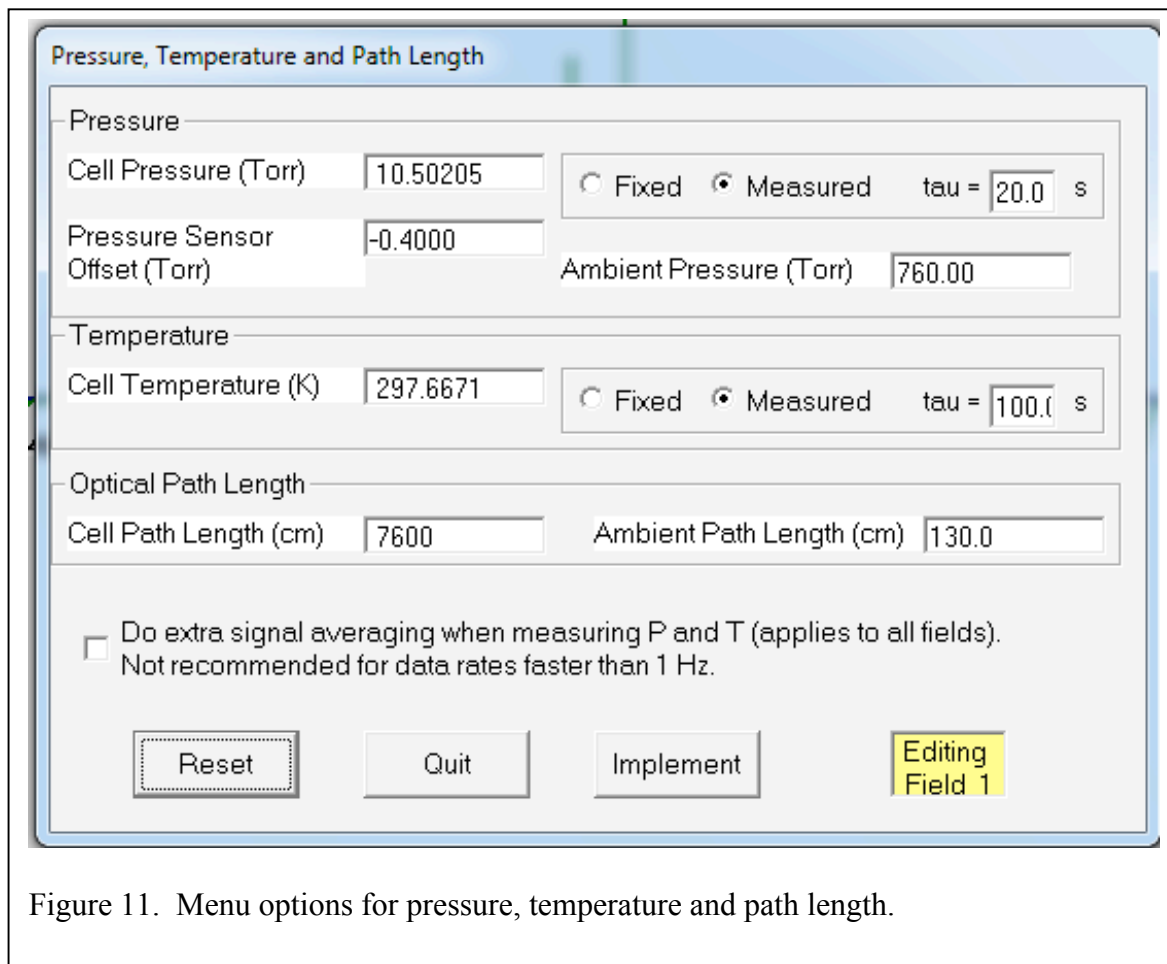 Pressure, Temperature and Path Length
Pressure
Cell Pressure (Torr) 10.50205 Fixed Measured tau = 20.0 s
Pressure Sensor Offset (Torr) -0.4000
Ambient Pressure (Torr) 760.00
Temperature
Cell Temperature (K) 297.6671 Fixed Measured tau = 100.( s
Optical Path Length
Cell Path Length (cm) 7600 Ambient Path Length (cm) 130.0
Do extra signal averaging when measuring P and T (applies to all fields).
Not recommended for data rates faster than 1 Hz.
Reset Quit Implement Editing Field 1
Figure 11. Menu options for pressure, temperature and path length.